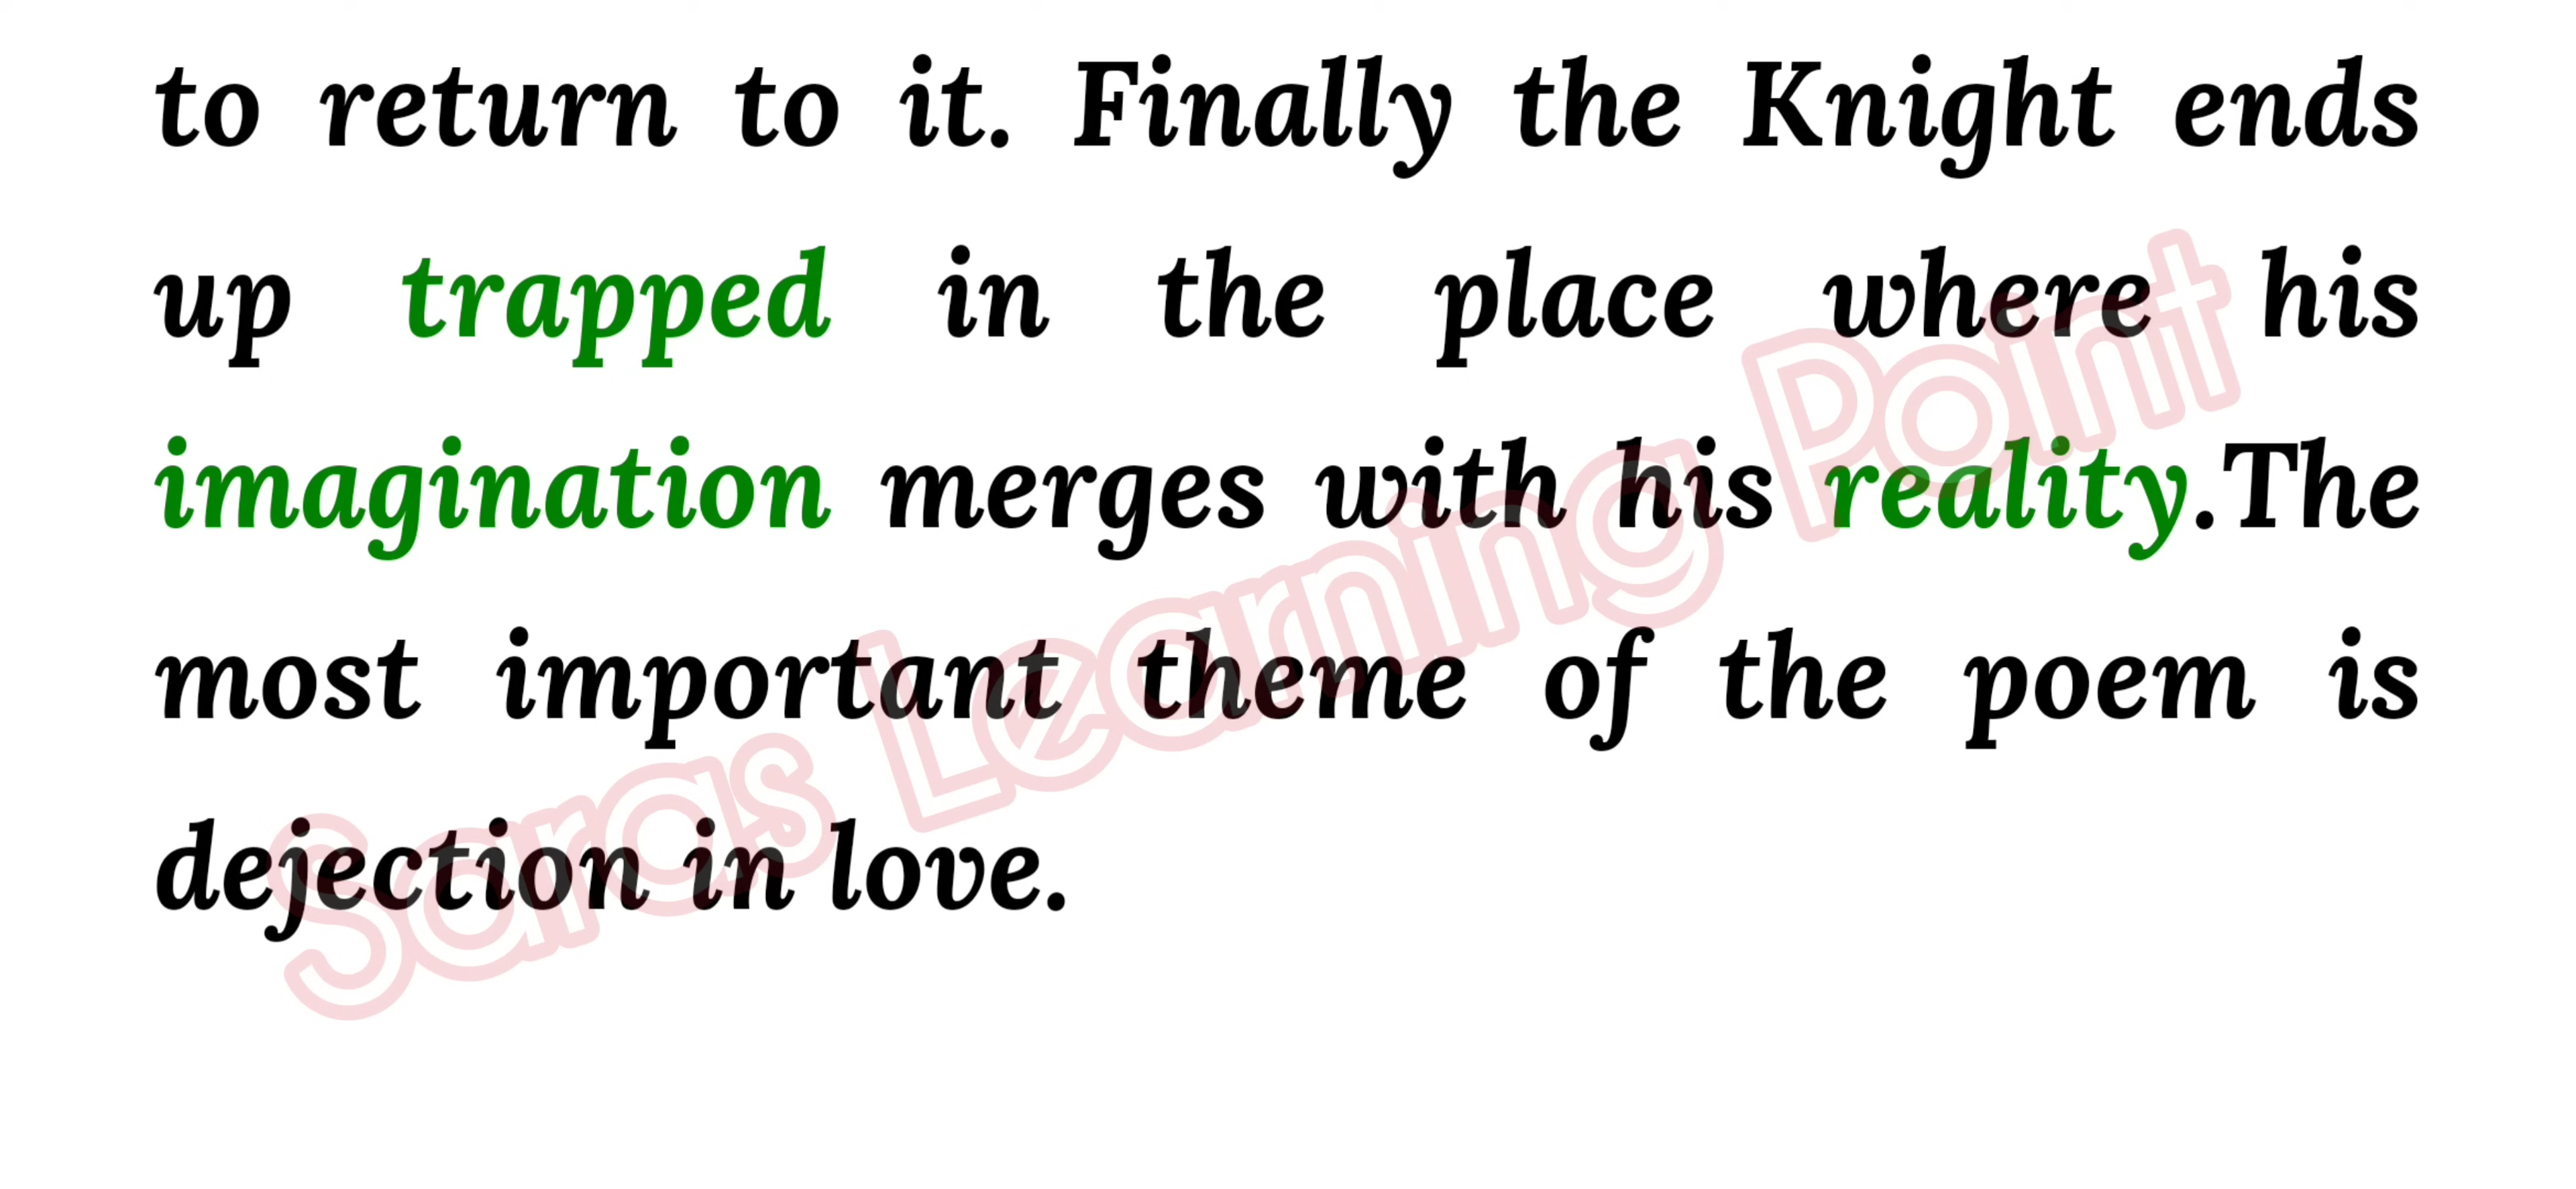 to return to it. Finally the Knight ends
up trapped in the place where his
imagination merges with his reality.The
most important theme of the poem is
dejection in love.
Saras Learning Point